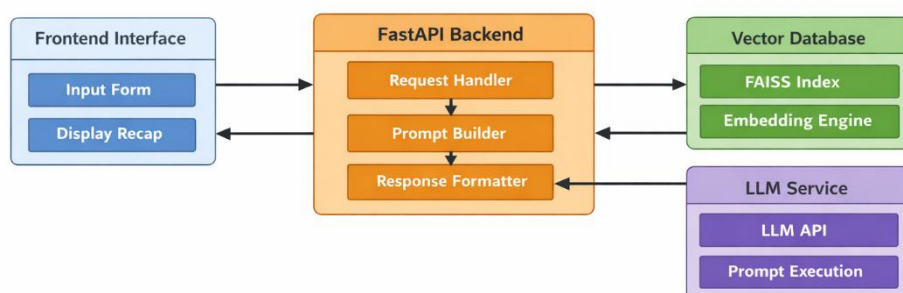 Frontend Interface
Input Form
Display Recap
FastAPI Backend
Request Handler
Prompt Builder
Response Formatter
Vector Database
FAISS Index
Embedding Engine
LLM Service
LLM API
Prompt Execution